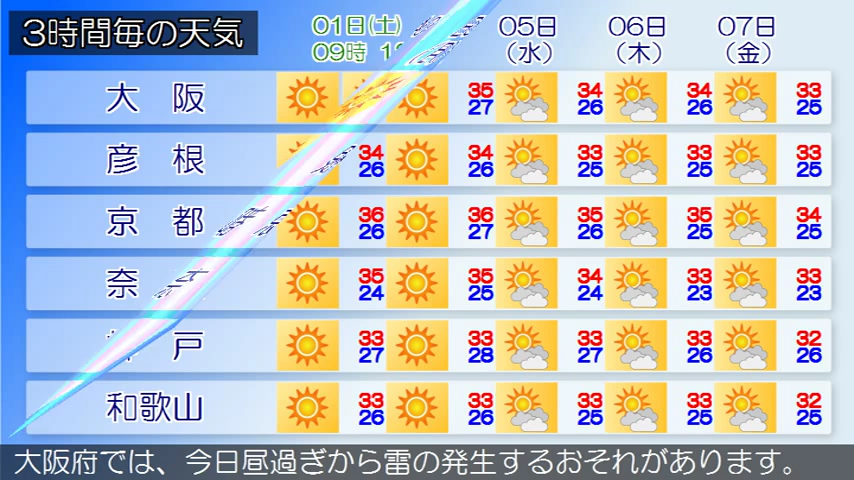 3時間毎の天気
01日(土) 05日 06日 07日
09時 (水) (木) (金)
大阪 35 34 34 33
27 26 26 25
彦根 34 34 33 33 33
26 26 25 25 25
京都 36 36 35 35 34
26 27 26 25 25
奈 35 35 34 33 33
24 25 24 23 23
戸 33 33 33 33 32
27 28 27 26 26
和歌山 33 33 33 33 32
26 26 25 25 25
大阪府では、今日昼過ぎから雷の発生するおそれがあります。